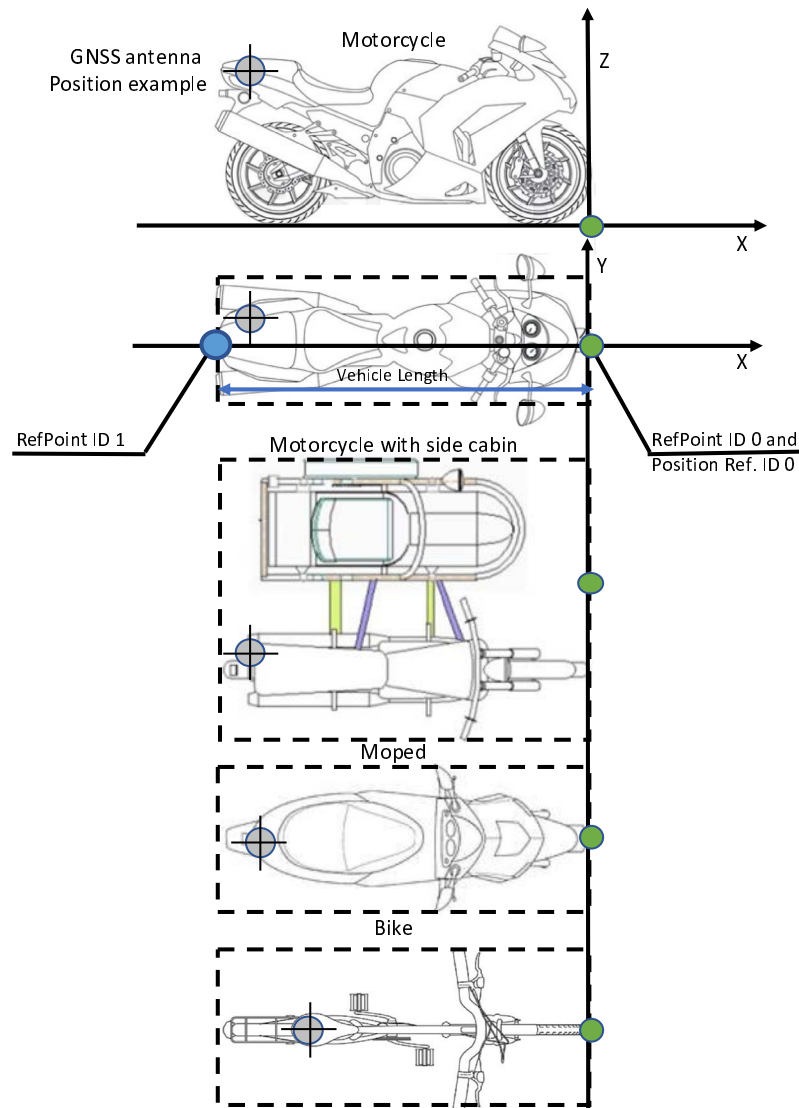 Motorcycle
GNSS antenna
Position example
Z
X
Y
X
Vehicle Length
RefPoint ID 1
RefPoint ID 0 and
Position Ref. ID 0
Motorcycle with side cabin
Moped
Bike